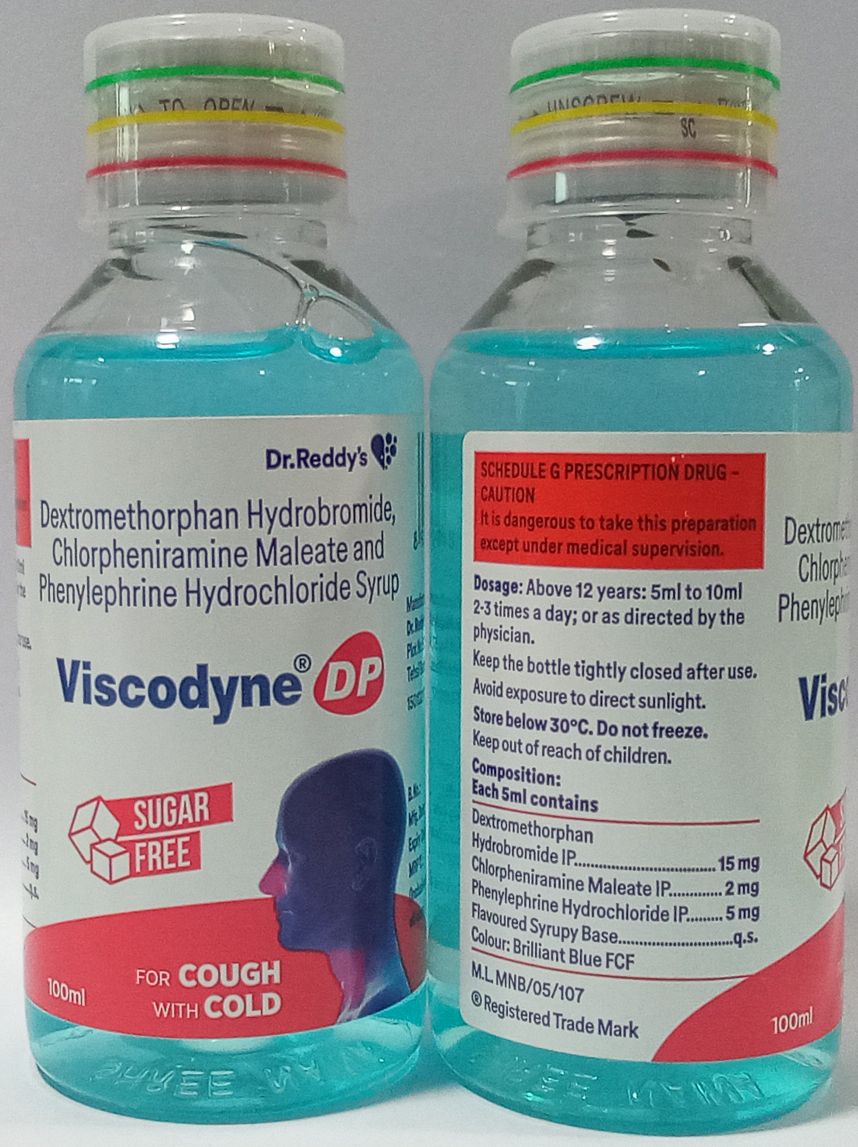 TO OPEN
Dr.Reddy's
Dextromethorphan Hydrobromide,
Chlorpheniramine Maleate and
Phenylephrine Hydrochloride Syrup
Viscodyne® DP
SUGAR
FREE
FOR COUGH
WITH COLD
100ml
UNSCREW
SC
SCHEDULE G PRESCRIPTION DRUG –
CAUTION
It is dangerous to take this preparation
except under medical supervision.
Dosage: Above 12 years: 5ml to 10ml
2-3 times a day; or as directed by the
physician.
Keep the bottle tightly closed after use.
Avoid exposure to direct sunlight.
Store below 30°C. Do not freeze.
Keep out of reach of children.
Composition:
Each 5ml contains
Dextromethorphan
Hydrobromide IP............................ 15 mg
Chlorpheniramine Maleate IP............ 2 mg
Phenylephrine Hydrochloride IP........ 5 mg
Flavoured Syrupy Base.........................q.s.
Colour: Brilliant Blue FCF
M.L MNB/05/107
® Registered Trade Mark
Dextrometh
Chlorphe
Phenyleph
Visc
100ml